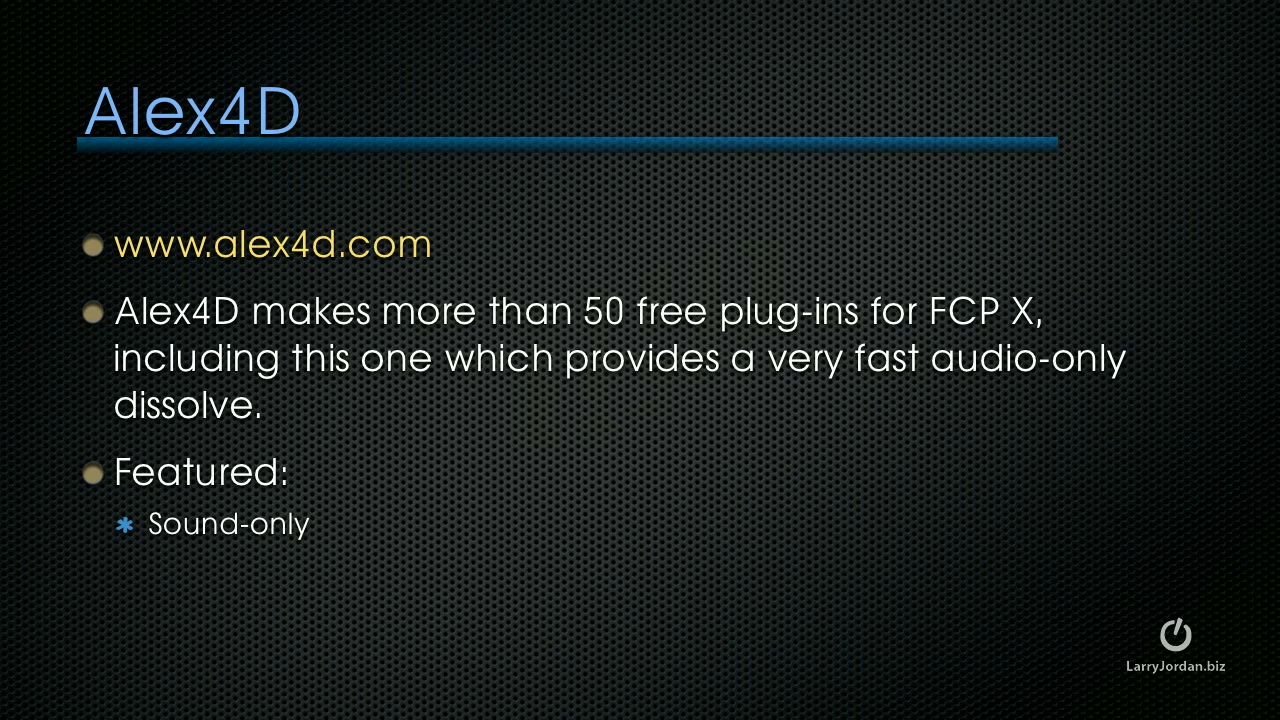 Alex4D
www.alex4d.com
Alex4D makes more than 50 free plug-ins for FCP X,
including this one which provides a very fast audio-only
dissolve.
Featured:
Sound-only
LarryJordan.biz